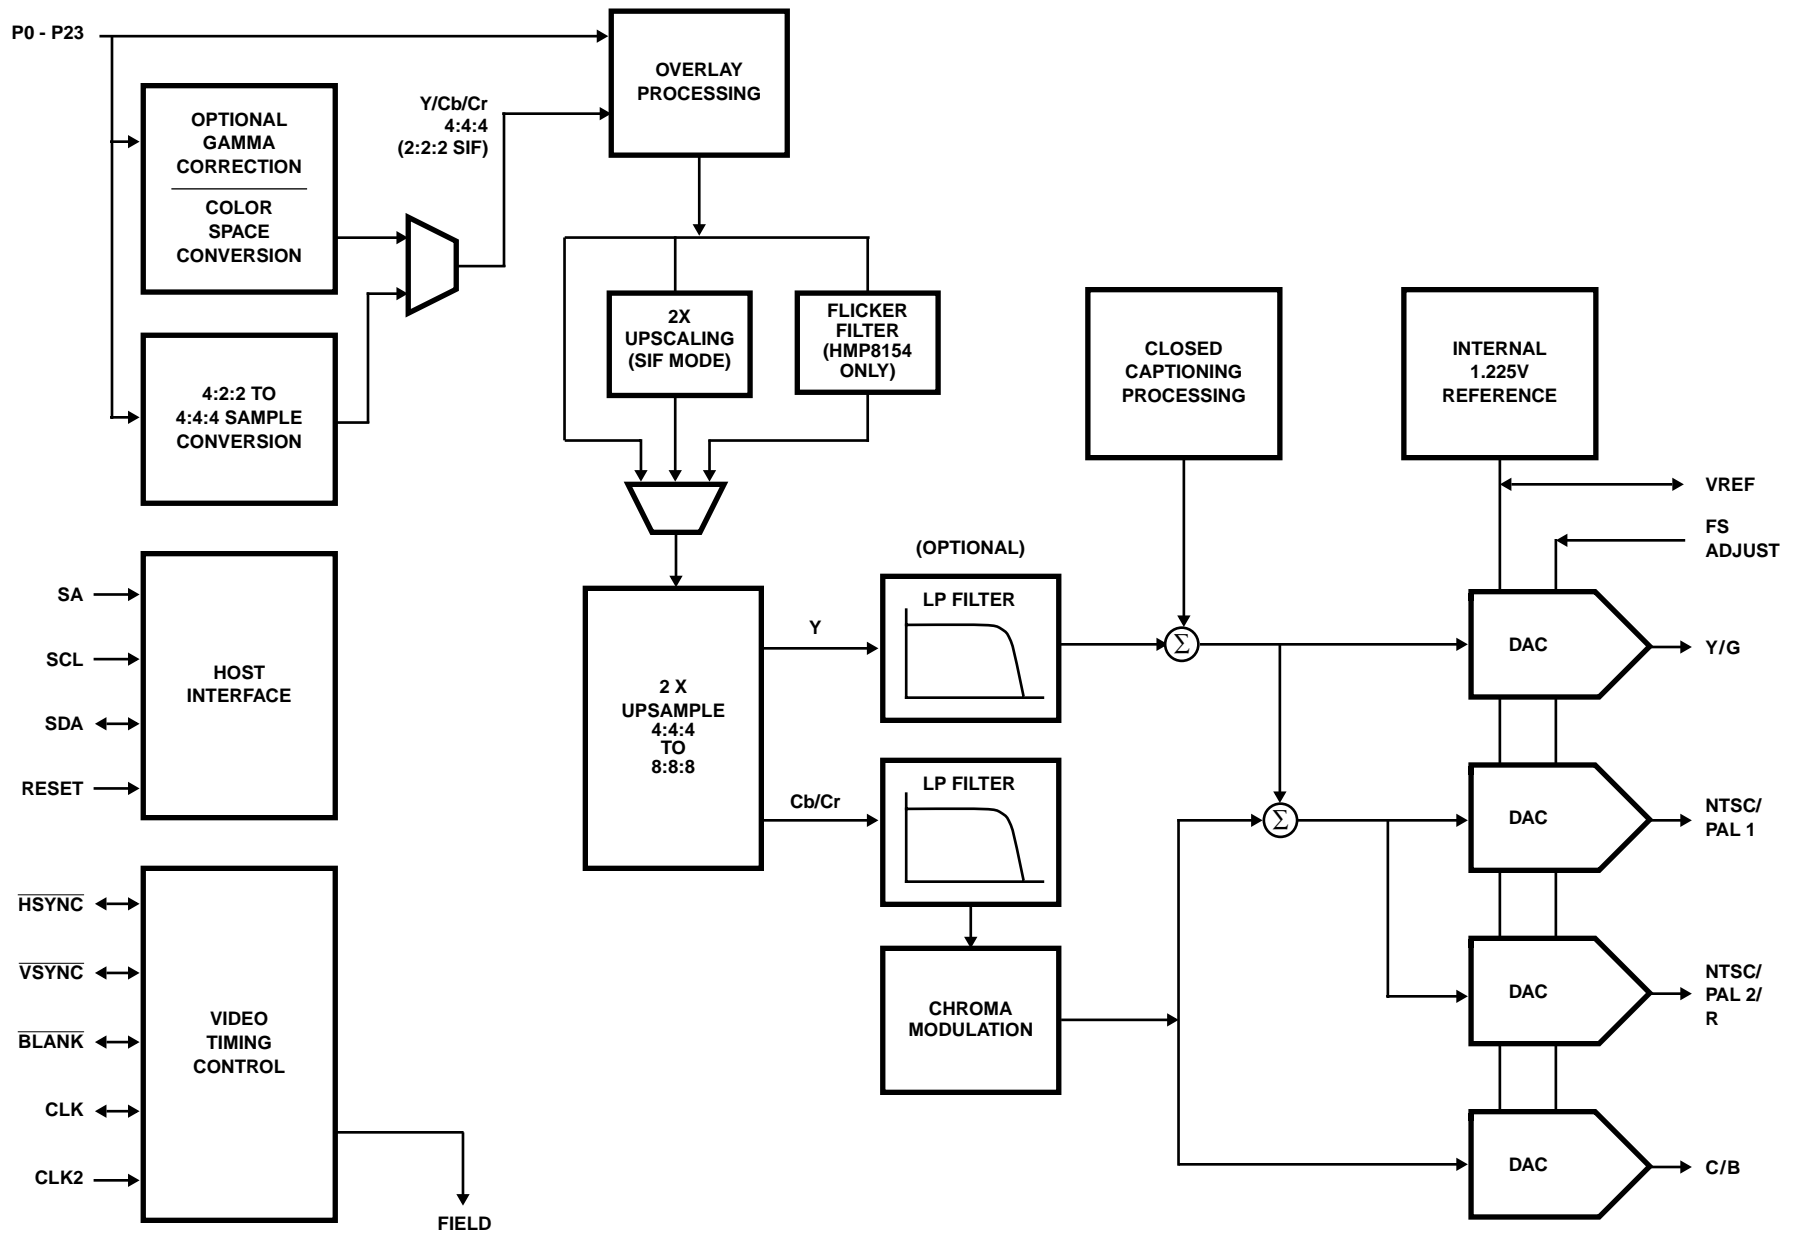 P0 - P23
OVERLAY
PROCESSING
OPTIONAL
GAMMA
CORRECTION
COLOR
SPACE
CONVERSION
Y/Cb/Cr
4:4:4
(2:2:2 SIF)
4:2:2 TO
4:4:4 SAMPLE
CONVERSION
2X
UPSCALING
(SIF MODE)
FLICKER
FILTER
(HMP8154
ONLY)
CLOSED
CAPTIONING
PROCESSING
INTERNAL
1.225V
REFERENCE
VREF
FS
ADJUST
SA
SCL
SDA
RESET
HOST
INTERFACE
2 X
UPSAMPLE
4:4:4
TO
8:8:8
Y
Cb/Cr
(OPTIONAL)
LP FILTER
LP FILTER
Σ
Σ
CHROMA
MODULATION
DAC
Y/G
DAC
NTSC/
PAL 1
DAC
NTSC/
PAL 2/
R
DAC
C/B
HSYNC
VSYNC
BLANK
CLK
CLK2
VIDEO
TIMING
CONTROL
FIELD